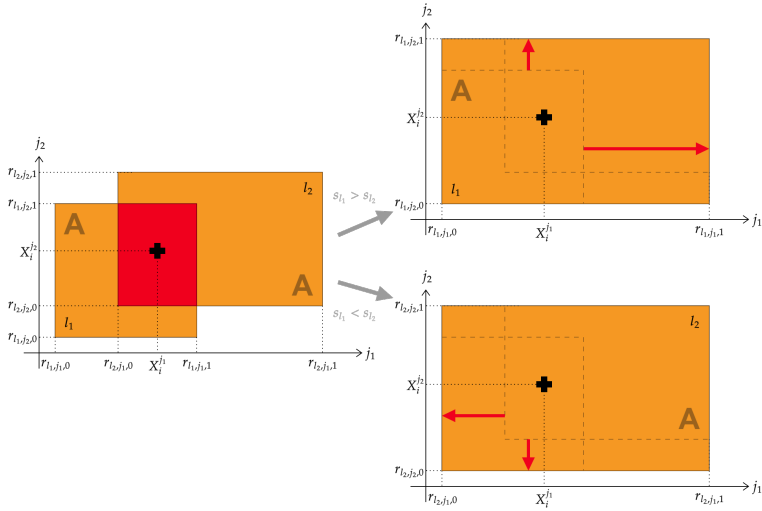 j₂
r_{l₂,j₂,1}
l₂
r_{l₁,j₂,1}
A
X_i^{j₂}
A
r_{l₂,j₂,0}
l₁
r_{l₁,j₂,0}
j₁
r_{l₁,j₁,0}
r_{l₂,j₁,0}
X_i^{j₁}
r_{l₁,j₁,1}
r_{l₂,j₁,1}
s_{l₁} > s_{l₂}
s_{l₁} < s_{l₂}
j₂
r_{l₁,j₂,1}
A
X_i^{j₂}
l₁
r_{l₁,j₂,0}
j₁
r_{l₁,j₁,0}
X_i^{j₁}
r_{l₁,j₁,1}
j₂
r_{l₂,j₂,1}
l₂
X_i^{j₂}
A
r_{l₂,j₂,0}
j₁
r_{l₂,j₁,0}
X_i^{j₁}
r_{l₂,j₁,1}